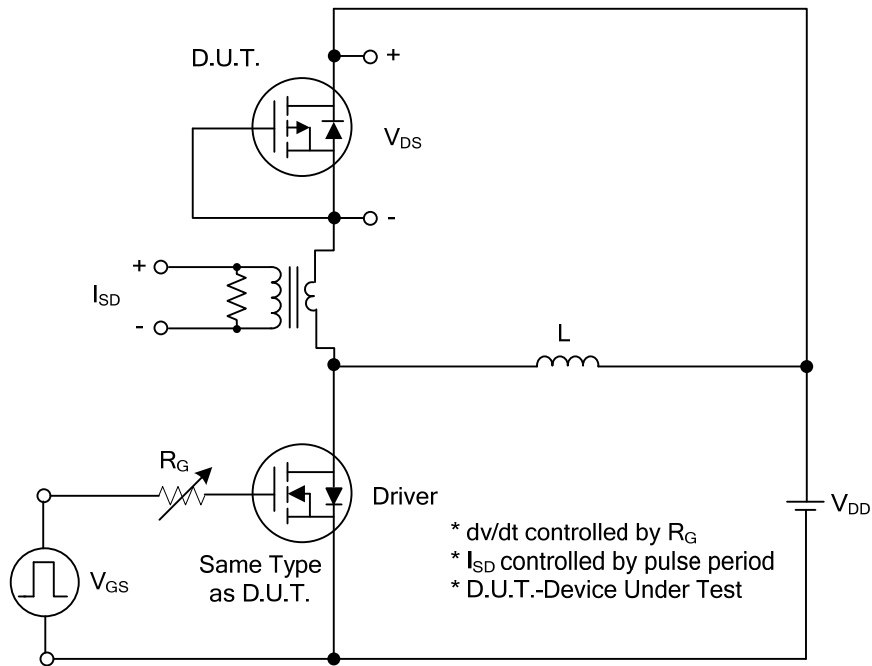 D.U.T.
+
VDS
-
+
ISD
-
L
RG
Driver
VDD
VGS
Same Type
as D.U.T.
* dv/dt controlled by RG
* ISD controlled by pulse period
* D.U.T.-Device Under Test